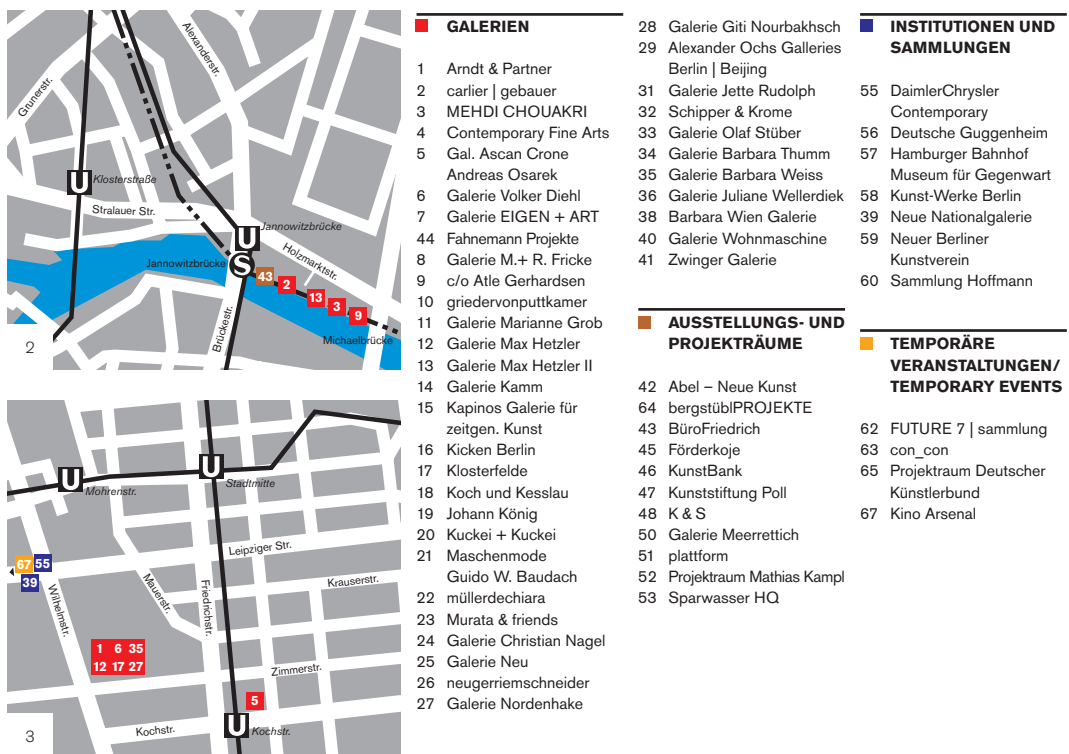 Alexanderstr.
Grunerstr.
U
Klosterstraße
Stralauer Str.
Jannowitzbrücke
U
Holzmarktstr.
Jannowitzbrücke
S
43
2
13
3
9
Brückestr.
Michaelbrücke
2
U
Mohrenstr.
U
Stadtmitte
Leipziger Str.
67 55
39
Wilhelmstr.
Mauerstr.
Friedrichstr.
Krauserstr.
1 6 35
12 17 27
Zimmerstr.
5
U
Kochstr.
Kochstr.
3
GALERIEN
1 Arndt & Partner
2 carlier | gebauer
3 MEHDI CHOUAKRI
4 Contemporary Fine Arts
5 Gal. Ascan Crone
Andreas Osarek
6 Galerie Volker Diehl
7 Galerie EIGEN + ART
44 Fahnemann Projekte
8 Galerie M.+ R. Fricke
9 c/o Atle Gerhardsen
10 griedervonputtkamer
11 Galerie Marianne Grob
12 Galerie Max Hetzler
13 Galerie Max Hetzler II
14 Galerie Kamm
15 Kapinos Galerie für
zeitgen. Kunst
16 Kicken Berlin
17 Klosterfelde
18 Koch und Kesslau
19 Johann König
20 Kuckei + Kuckei
21 Maschenmode
Guido W. Baudach
22 müllerdechiara
23 Murata & friends
24 Galerie Christian Nagel
25 Galerie Neu
26 neugerriemschneider
27 Galerie Nordenhake
28 Galerie Giti Nourbakhsch
29 Alexander Ochs Galleries
Berlin | Beijing
31 Galerie Jette Rudolph
32 Schipper & Krome
33 Galerie Olaf Stüber
34 Galerie Barbara Thumm
35 Galerie Barbara Weiss
36 Galerie Juliane Wellerdiek
38 Barbara Wien Galerie
40 Galerie Wohnmaschine
41 Zwinger Galerie
AUSSTELLUNGS- UND
PROJEKTRÄUME
42 Abel – Neue Kunst
64 bergstüblPROJEKTE
43 BüroFriedrich
45 Förderkoje
46 KunstBank
47 Kunststiftung Poll
48 K & S
50 Galerie Meerrettich
51 plattform
52 Projektraum Mathias Kampl
53 Sparwasser HQ
INSTITUTIONEN UND
SAMMLUNGEN
55 DaimlerChrysler
Contemporary
56 Deutsche Guggenheim
57 Hamburger Bahnhof
Museum für Gegenwart
58 Kunst-Werke Berlin
39 Neue Nationalgalerie
59 Neuer Berliner
Kunstverein
60 Sammlung Hoffmann
TEMPORÄRE
VERANSTALTUNGEN/
TEMPORARY EVENTS
62 FUTURE 7 | sammlung
63 con_con
65 Projektraum Deutscher
Künstlerbund
67 Kino Arsenal